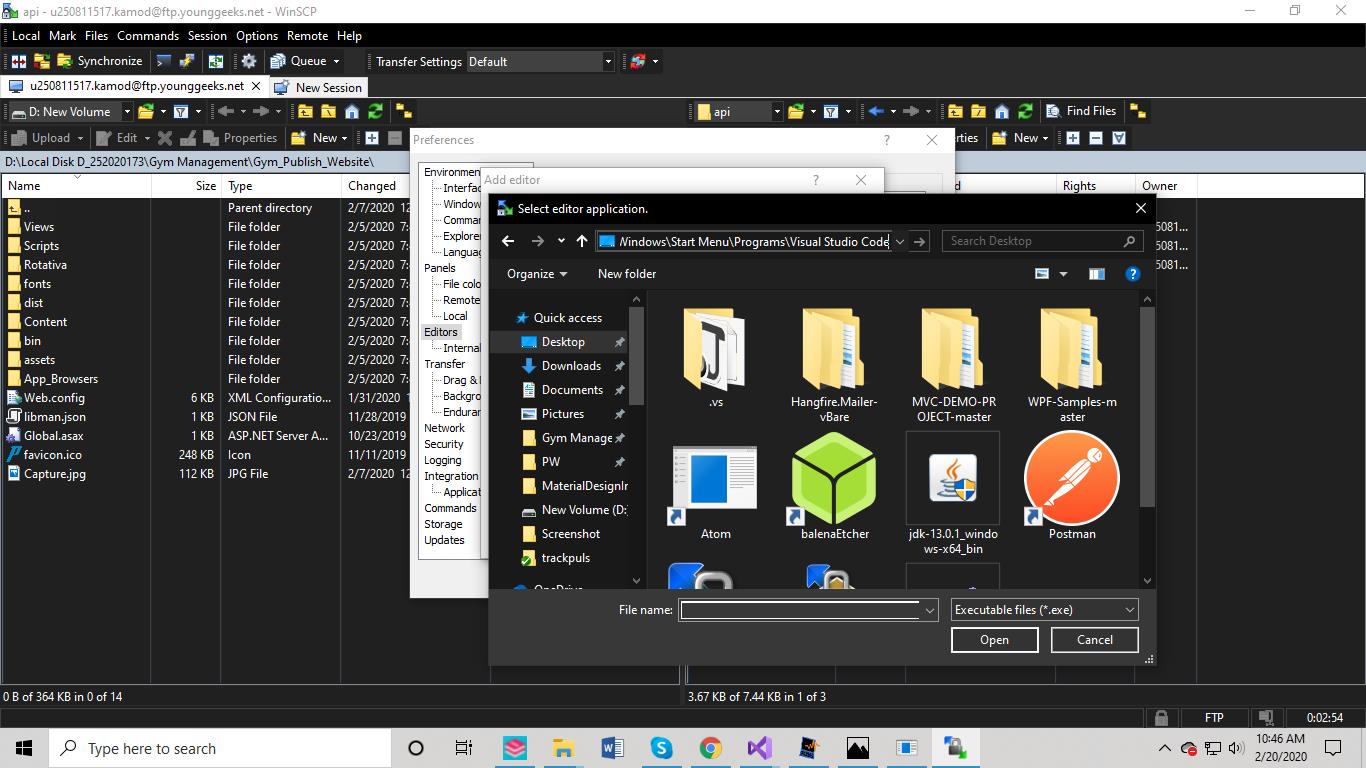 api - u250811517.kamod@ftp.younggeeks.net - WinSCP
Local Mark Files Commands Session Options Remote Help
Synchronize Queue Transfer Settings Default
u250811517.kamod@ftp.younggeeks.net New Session
D: New Volume api Find Files
Upload Edit Properties New New
D:\Local Disk D_252020173\Gym Management\Gym_Publish_Website\
Name Size Type Changed
.. Parent directory 2/7/2020 12
Views File folder 2/5/2020 7:
Scripts File folder 2/5/2020 7:
Rotativa File folder 2/5/2020 7:
fonts File folder 2/5/2020 7:
dist File folder 2/5/2020 7:
Content File folder 2/5/2020 7:
bin File folder 2/5/2020 7:
assets File folder 2/5/2020 7:
App_Browsers File folder 2/5/2020 7:
Web.config 6 KB XML Configuratio... 1/31/2020
libman.json 1 KB JSON File 11/28/2019
Global.asax 1 KB ASP.NET Server A... 10/23/2019
favicon.ico 248 KB Icon 11/11/2019
Capture.jpg 112 KB JPG File 2/7/2020 12
Preferences ?
Environmen
Interfac
Window
Comma
Explorer
Languag
Panels
File colo
Remote
Local
Editors
Internal
Transfer
Drag & D
Backgro
Enduran
Network
Security
Logging
Integration
Applicat
Commands
Storage
Updates
Add editor ?
Rights Owner
5081...
5081...
5081...
Select editor application.
Windows\Start Menu\Programs\Visual Studio Code
Search Desktop
Organize New folder ?
Quick access
Desktop
Downloads
Documents
Pictures
Gym Manage
PW
MaterialDesignIn
New Volume (D:
Screenshot
trackpuls
OneDrive
.vs
Hangfire.Mailer-vBare
MVC-DEMO-PROJECT-master
WPF-Samples-master
Atom
balenaEtcher
jdk-13.0.1_windows-x64_bin
Postman
File name: Executable files (*.exe)
Open Cancel
0 B of 364 KB in 0 of 14 3.67 KB of 7.44 KB in 1 of 3
FTP 0:02:54
Type here to search
10:46 AM
2/20/2020